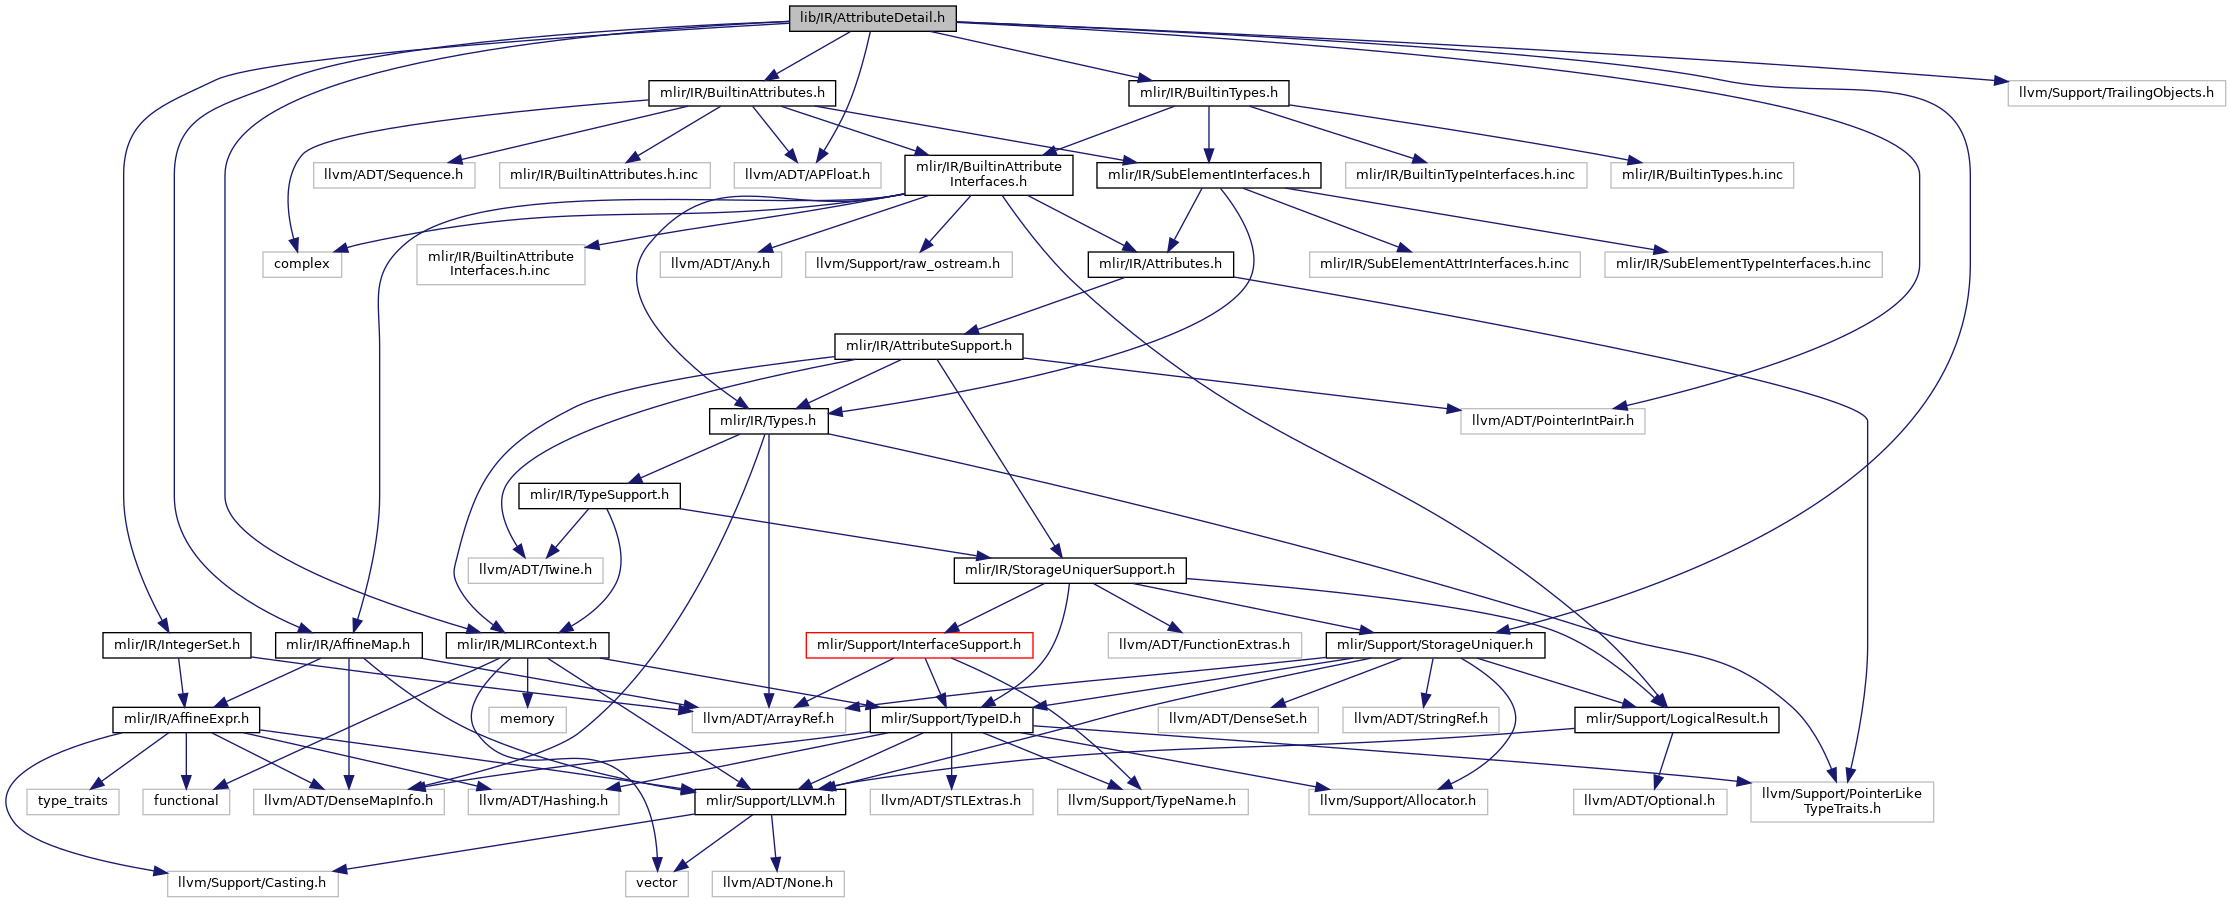 lib/IR/AttributeDetail.h
mlir/IR/BuiltinAttributes.h
mlir/IR/BuiltinTypes.h
llvm/Support/TrailingObjects.h
llvm/ADT/Sequence.h
mlir/IR/BuiltinAttributes.h.inc
llvm/ADT/APFloat.h
mlir/IR/BuiltinAttribute
Interfaces.h
mlir/IR/SubElementInterfaces.h
mlir/IR/BuiltinTypeInterfaces.h.inc
mlir/IR/BuiltinTypes.h.inc
complex
mlir/IR/BuiltinAttribute
Interfaces.h.inc
llvm/ADT/Any.h
llvm/Support/raw_ostream.h
mlir/IR/Attributes.h
mlir/IR/SubElementAttrInterfaces.h.inc
mlir/IR/SubElementTypeInterfaces.h.inc
mlir/IR/AttributeSupport.h
mlir/IR/Types.h
llvm/ADT/PointerIntPair.h
mlir/IR/TypeSupport.h
llvm/ADT/Twine.h
mlir/IR/StorageUniquerSupport.h
mlir/IR/IntegerSet.h
mlir/IR/AffineMap.h
mlir/IR/MLIRContext.h
mlir/Support/InterfaceSupport.h
llvm/ADT/FunctionExtras.h
mlir/Support/StorageUniquer.h
mlir/IR/AffineExpr.h
memory
llvm/ADT/ArrayRef.h
mlir/Support/TypeID.h
llvm/ADT/DenseSet.h
llvm/ADT/StringRef.h
mlir/Support/LogicalResult.h
type_traits
functional
llvm/ADT/DenseMapInfo.h
llvm/ADT/Hashing.h
mlir/Support/LLVM.h
llvm/ADT/STLExtras.h
llvm/Support/TypeName.h
llvm/Support/Allocator.h
llvm/ADT/Optional.h
llvm/Support/PointerLike
TypeTraits.h
llvm/Support/Casting.h
vector
llvm/ADT/None.h